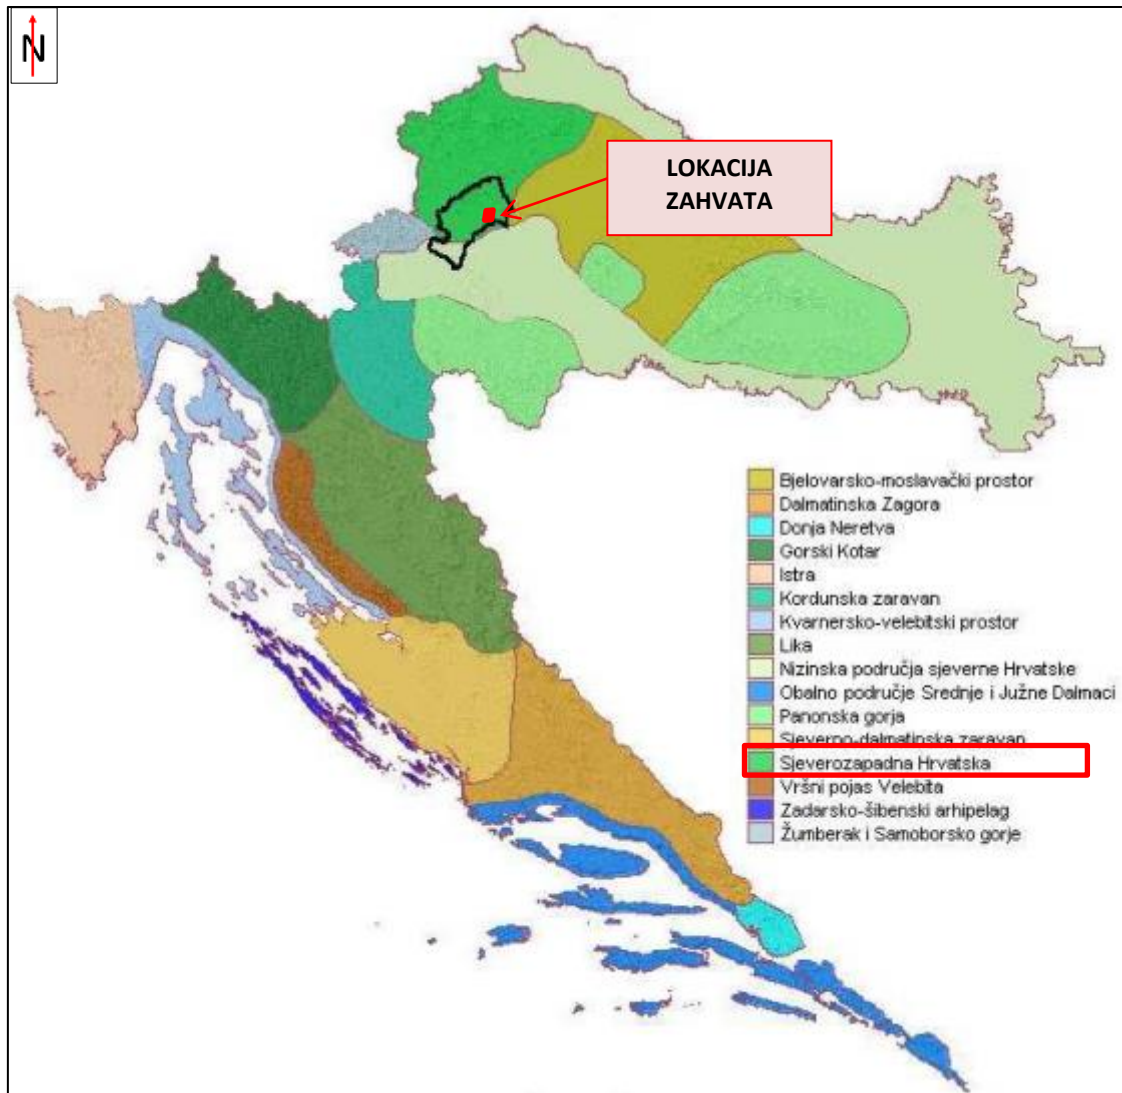 N
LOKACIJA
ZAHVATA
Bjelovarsko-moslavački prostor
Dalmatinska Zagora
Donja Neretva
Gorski Kotar
Istra
Kordunska zaravan
Kvarnersko-velebitski prostor
Lika
Nizinska područja sjeverne Hrvatske
Obalno područje Srednje i Južne Dalmaci
Panonska gorja
Sjeverno-dalmatinska zaravan
Sjeverozapadna Hrvatska
Vršni pojas Velebita
Zadarsko-šibenski arhipelag
Žumberak i Samoborsko gorje